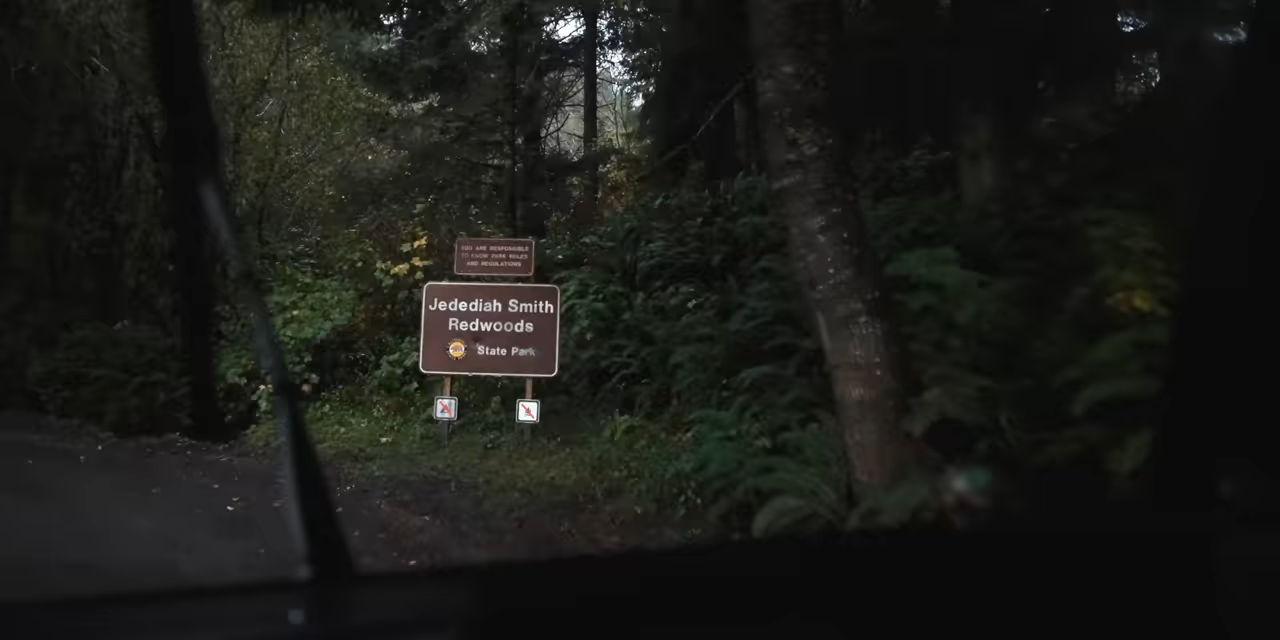 YOU ARE RESPONSIBLE
TO KNOW PARK RULES
AND REGULATIONS
Jedediah Smith
Redwoods
State Park